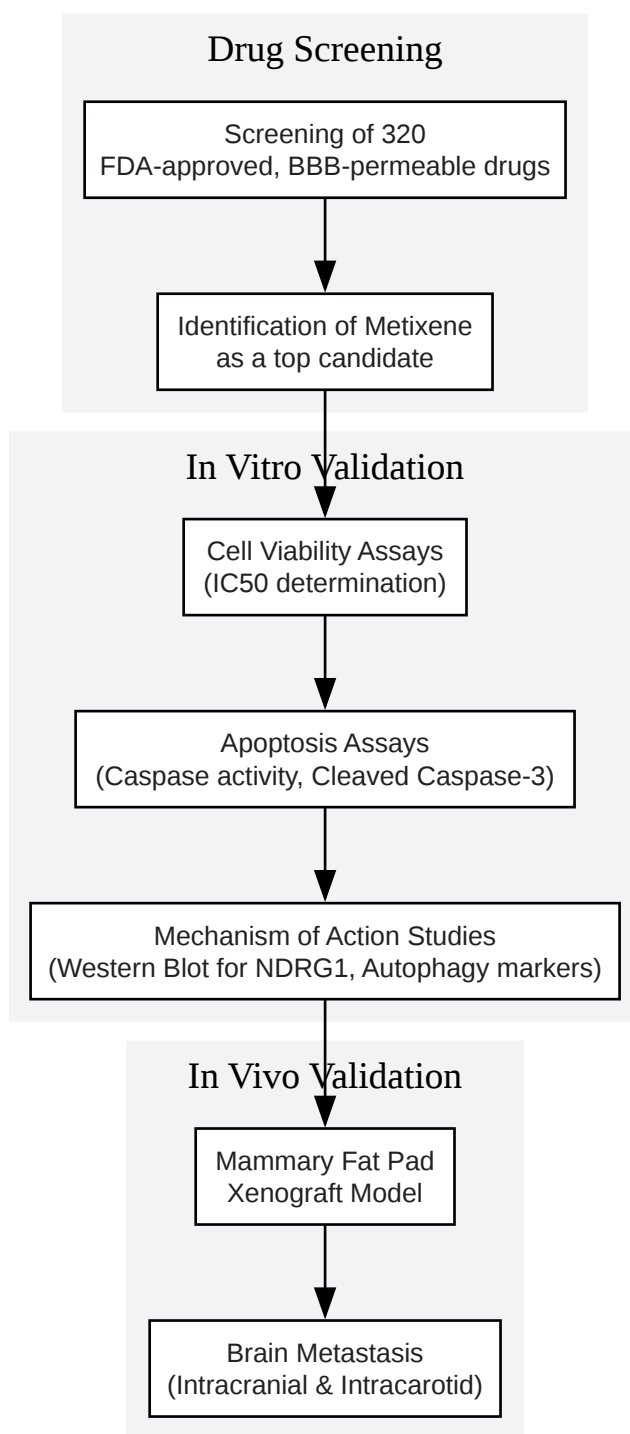 Drug Screening
Screening of 320
FDA-approved, BBB-permeable drugs
Identification of Metixene
as a top candidate
In Vitro Validation
Cell Viability Assays
(IC50 determination)
Apoptosis Assays
(Caspase activity, Cleaved Caspase-3)
Mechanism of Action Studies
(Western Blot for NDRG1, Autophagy markers)
In Vivo Validation
Mammary Fat Pad
Xenograft Model
Brain Metastasis
(Intracranial & Intracarotid)